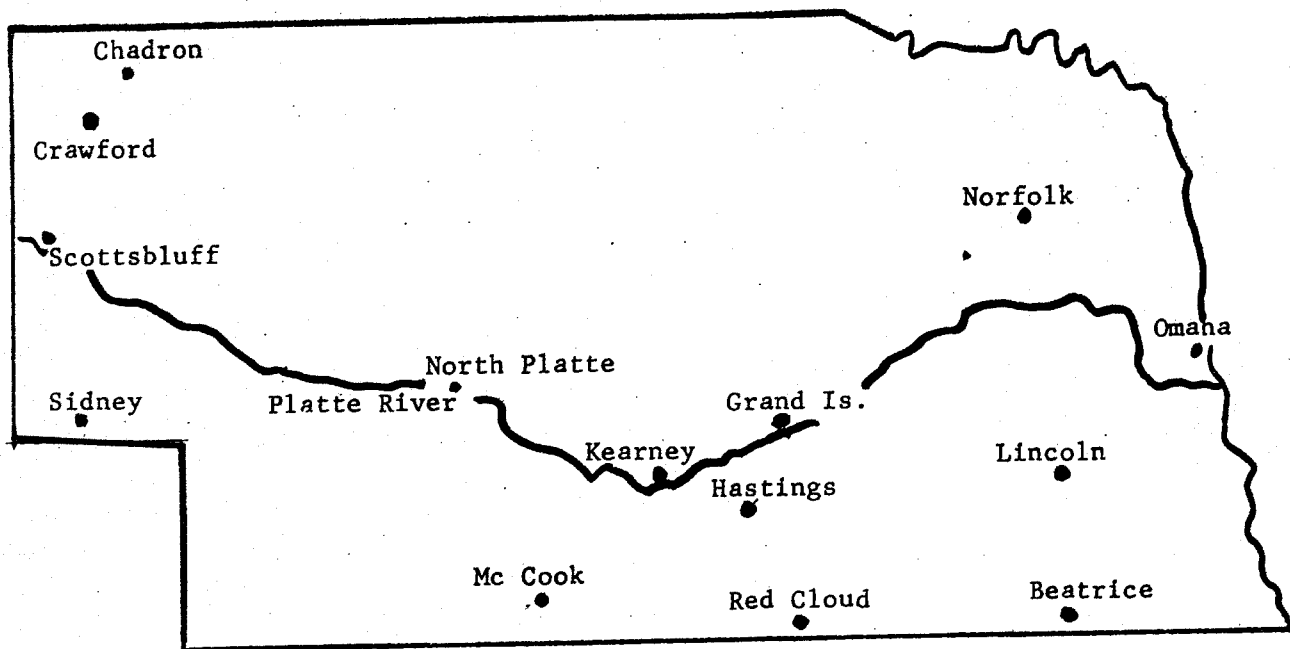 Chadron
Crawford
Norfolk
Scottsbluff
Omaha
North Platte
Sidney
Platte River
Grand Is.
Kearney
Lincoln
Hastings
Mc Cook
Red Cloud
Beatrice